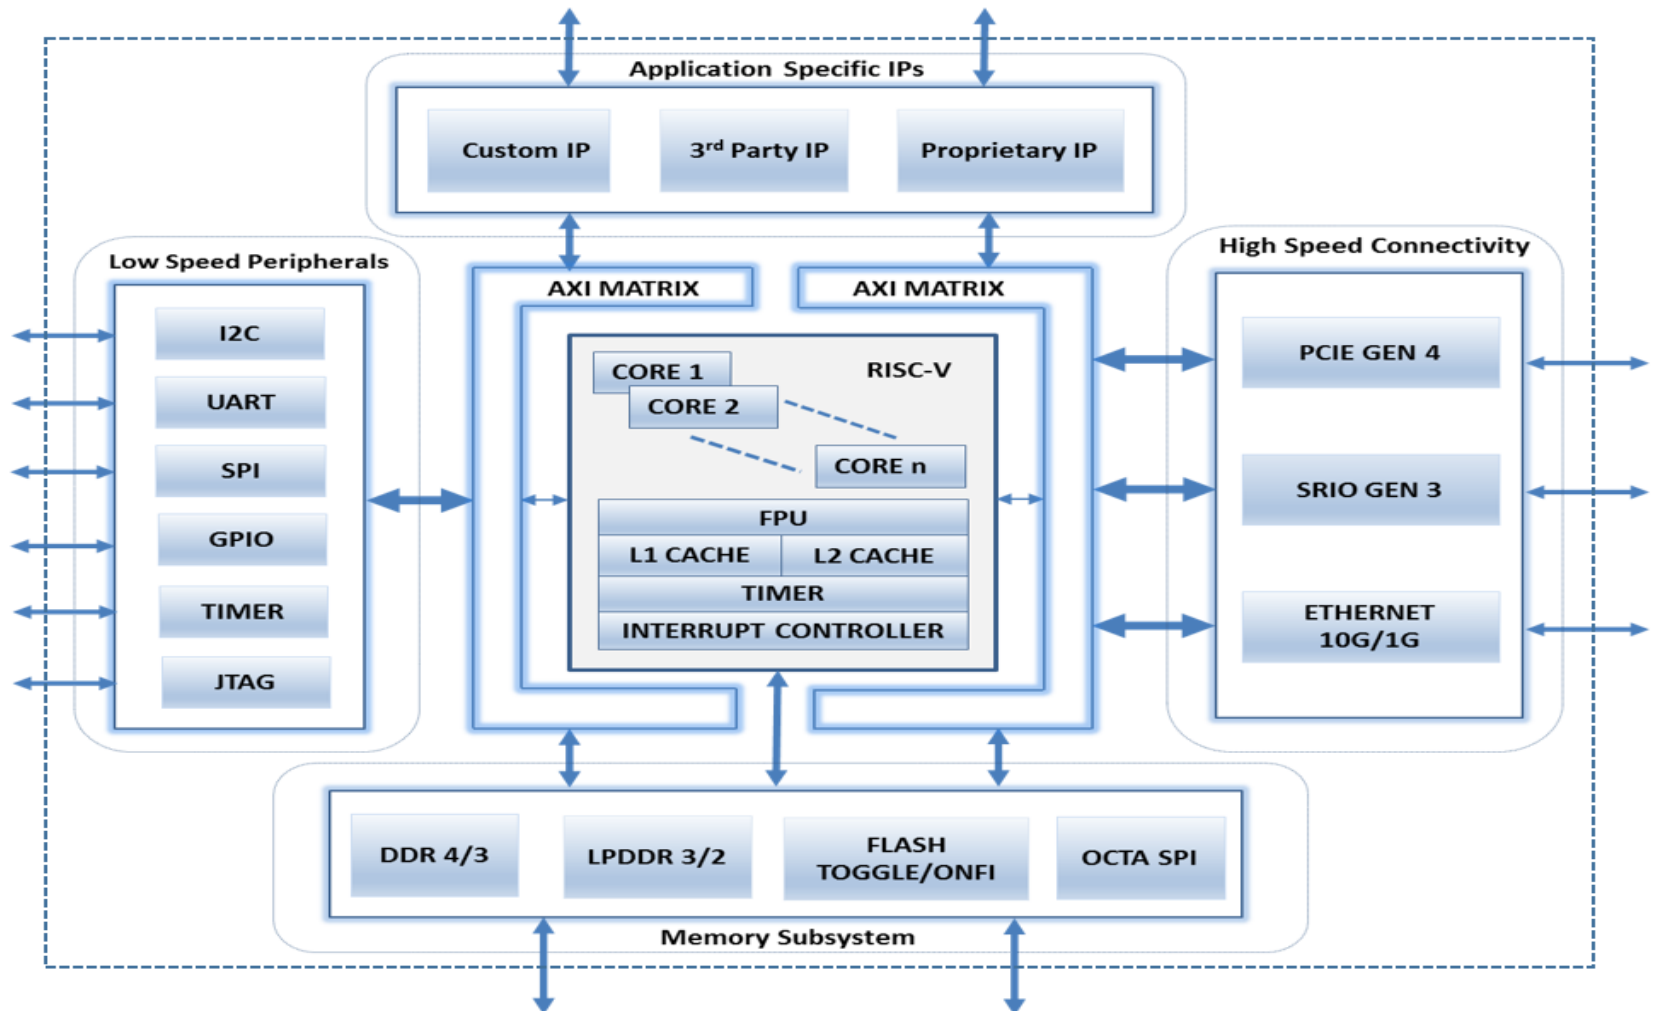 Application Specific IPs
Custom IP
3rd Party IP
Proprietary IP
Low Speed Peripherals
I2C
UART
SPI
GPIO
TIMER
JTAG
AXI MATRIX
AXI MATRIX
RISC-V
CORE 1
CORE 2
CORE n
FPU
L1 CACHE
L2 CACHE
TIMER
INTERRUPT CONTROLLER
High Speed Connectivity
PCIE GEN 4
SRIO GEN 3
ETHERNET
10G/1G
DDR 4/3
LPDDR 3/2
FLASH
TOGGLE/ONFI
OCTA SPI
Memory Subsystem